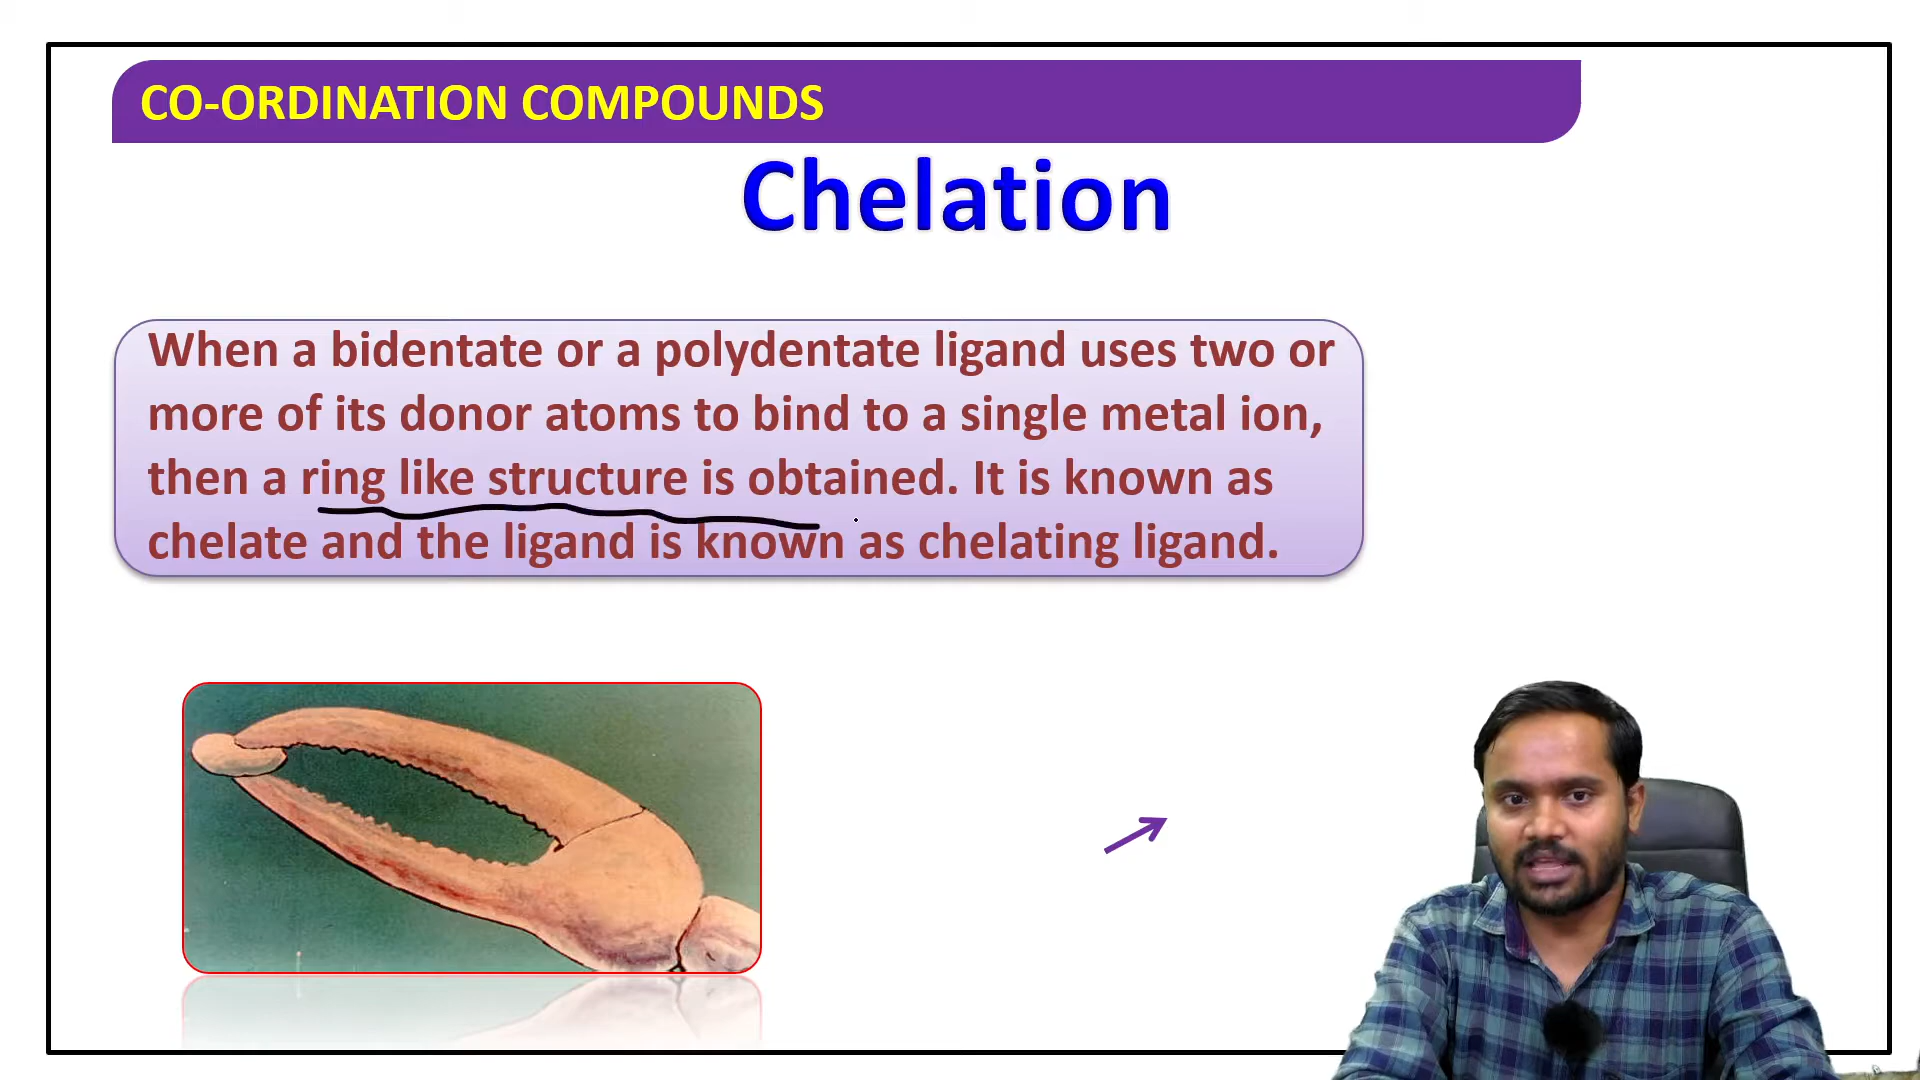 CO-ORDINATION COMPOUNDS
Chelation
When a bidentate or a polydentate ligand uses two or
more of its donor atoms to bind to a single metal ion,
then a ring like structure is obtained. It is known as
chelate and the ligand is known as chelating ligand.